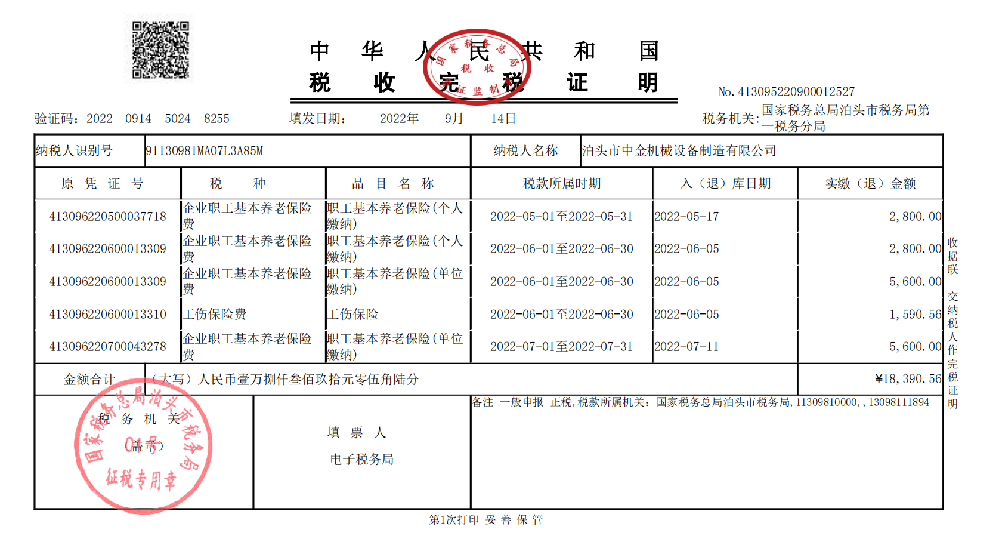 中 华 人 民 共 和 国
税 收 完 税 证 明
国家税务总局
税 收
票证监制章
No.413095220900012527
验证码：2022 0914 5024 8255 填发日期： 2022年 9月 14日 税务机关:国家税务总局泊头市税务局第
一税务分局
纳税人识别号 91130981MA07L3A85M 纳税人名称 泊头市中金机械设备制造有限公司
原 凭 证 号 税 种 品 目 名 称 税款所属时期 入（退）库日期 实缴（退）金额
413096220500037718 企业职工基本养老保险 职工基本养老保险(个人 2022-05-01至2022-05-31 2022-05-17 2,800.00
费 缴纳)
413096220600013309 企业职工基本养老保险 职工基本养老保险(个人 2022-06-01至2022-06-30 2022-06-05 2,800.00
费 缴纳)
413096220600013309 企业职工基本养老保险 职工基本养老保险(单位 2022-06-01至2022-06-30 2022-06-05 5,600.00
费 缴纳)
413096220600013310 工伤保险费 工伤保险 2022-06-01至2022-06-30 2022-06-05 1,590.56
413096220700043278 企业职工基本养老保险 职工基本养老保险(单位 2022-07-01至2022-07-31 2022-07-11 5,600.00
费 缴纳)
金额合计 （大写）人民币壹万捌仟叁佰玖拾元零伍角陆分 ¥18,390.56
税 务 机 关
（盖章）
国家税务总局泊头市税务局
01号
征税专用章
填 票 人
电子税务局
备注 一般申报 正税,税款所属机关：国家税务总局泊头市税务局,11309810000,,13098111894
收据联 交纳税人作完税证明
第1次打印 妥 善 保 管